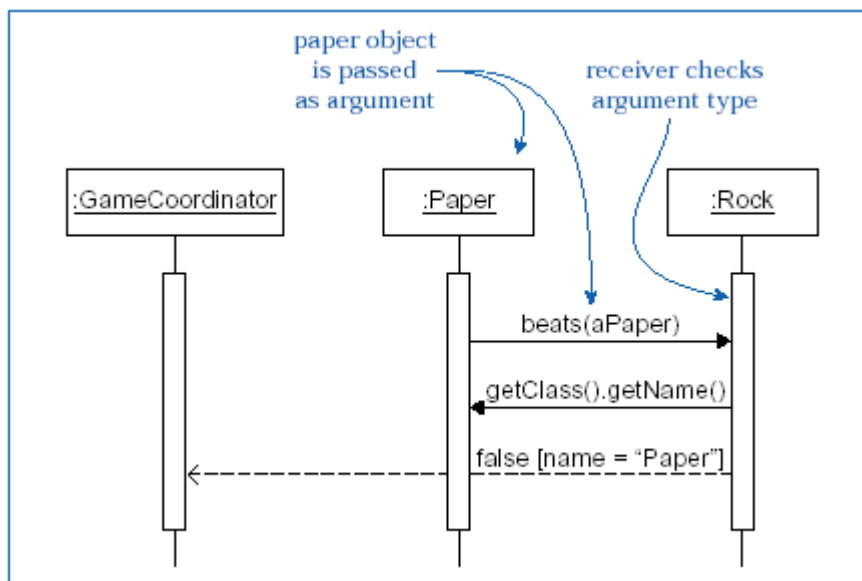 paper object
is passed
as argument
receiver checks
argument type
:GameCoordinator
:Paper
:Rock
beats(aPaper)
getClass().getName()
false [name = “Paper”]